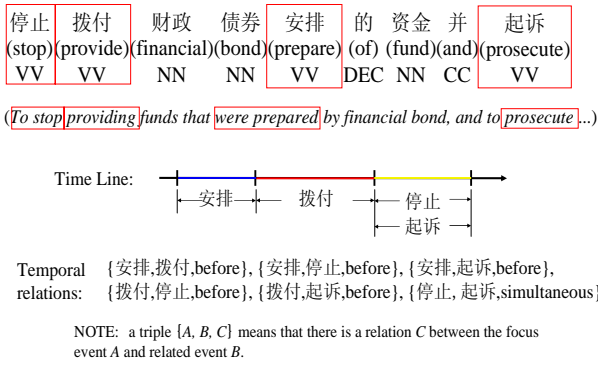 停止 拨付 财政 债券 安排 的 资金 并 起诉
(stop) (provide) (financial) (bond) (prepare) (of) (fund) (and) (prosecute)
VV VV NN NN VV DEC NN CC VV
(To stop providing funds that were prepared by financial bond, and to prosecute ...)
Time Line:
安排 拨付 停止
起诉
Temporal {安排,拨付,before}, {安排,停止,before}, {安排,起诉,before},
relations: {拨付,停止,before}, {拨付,起诉,before}, {停止, 起诉,simultaneous}
NOTE: a triple {A, B, C} means that there is a relation C between the focus
event A and related event B.